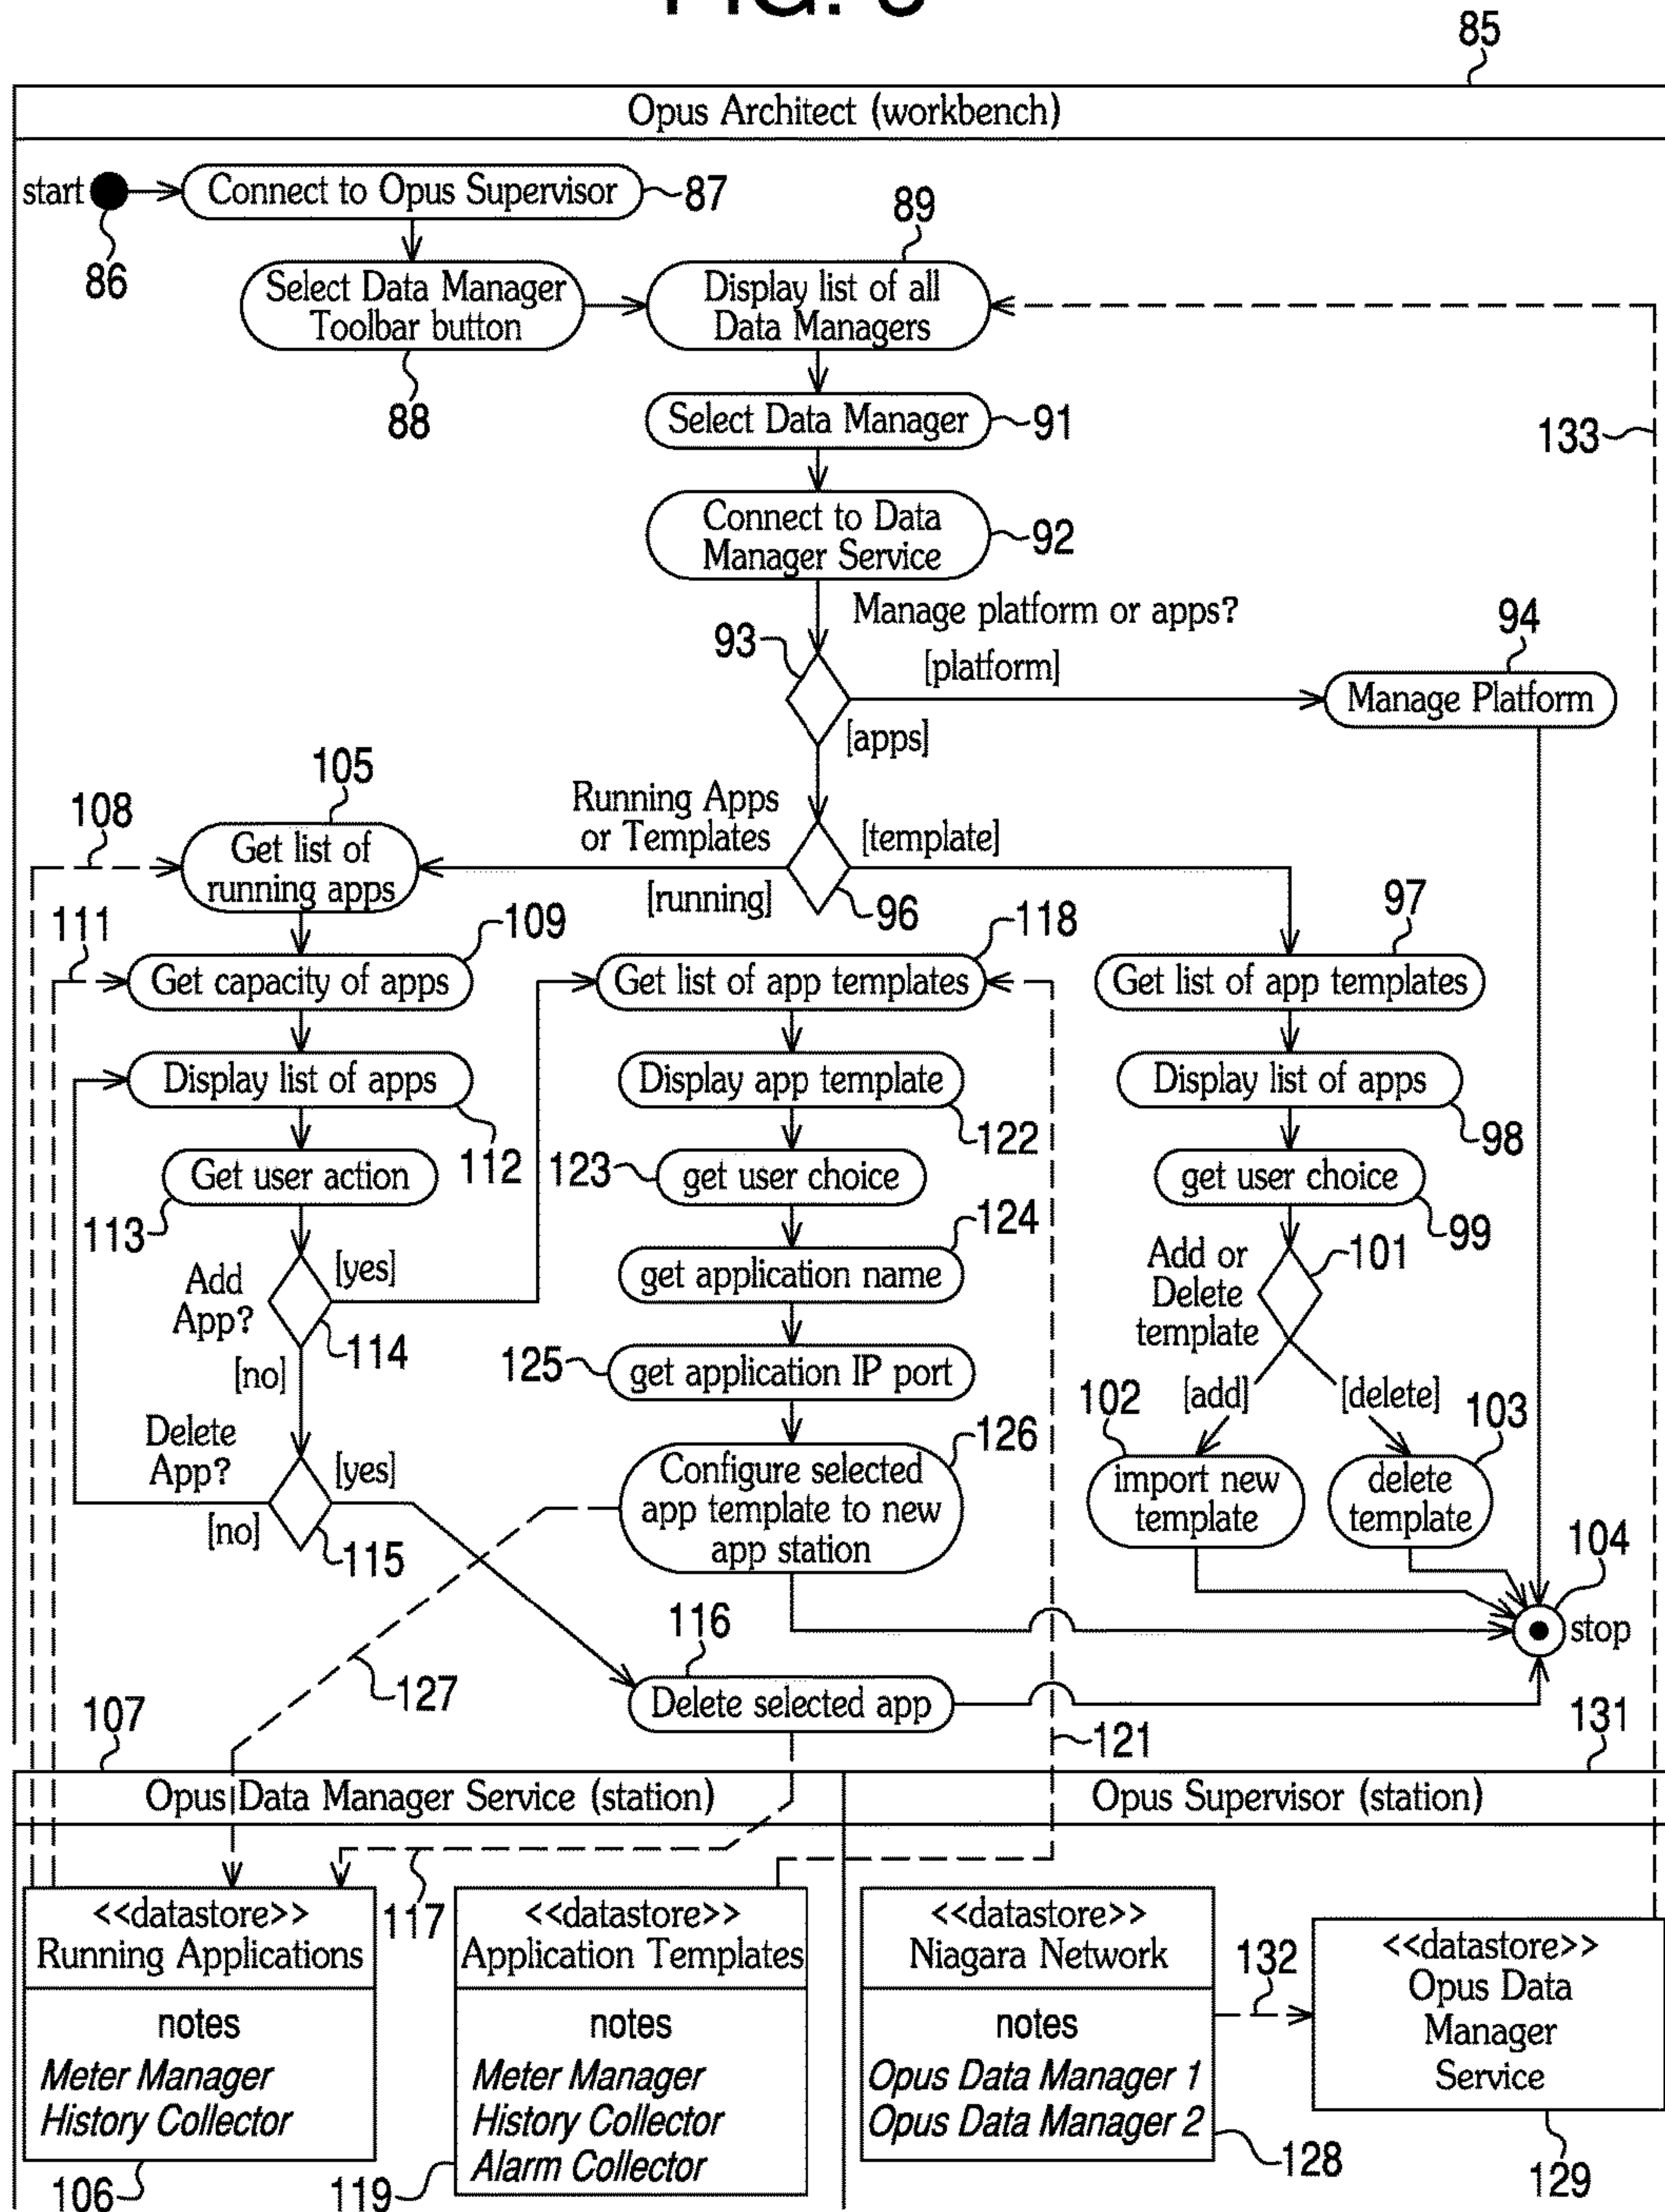 85
Opus Architect (workbench)
start
86
Connect to Opus Supervisor
87
Select Data Manager
Toolbar button
88
89
Display list of all
Data Managers
Select Data Manager
91
133
Connect to Data
Manager Service
92
Manage platform or apps?
93
[platform]
94
Manage Platform
[apps]
105
108
Get list of
running apps
Running Apps
or Templates
[template]
[running]
96
97
111
109
118
Get capacity of apps
Get list of app templates
Get list of app templates
Display list of apps
112
Display app template
122
Display list of apps
98
Get user action
113
123
get user choice
get user choice
99
124
get application name
Add
App?
[yes]
114
[no]
Add or
Delete
template
101
125
get application IP port
102
[add]
[delete]
103
Delete
App?
[yes]
[no]
115
126
Configure selected
app template to new
app station
import new
template
delete
template
104
stop
116
Delete selected app
127
107
121
131
Opus Data Manager Service (station)
Opus Supervisor (station)
117
<<datastore>>
Running Applications
notes
Meter Manager
History Collector
106
<<datastore>>
Application Templates
notes
Meter Manager
History Collector
Alarm Collector
119
<<datastore>>
Niagara Network
notes
Opus Data Manager 1
Opus Data Manager 2
128
132
<<datastore>>
Opus Data
Manager
Service
129